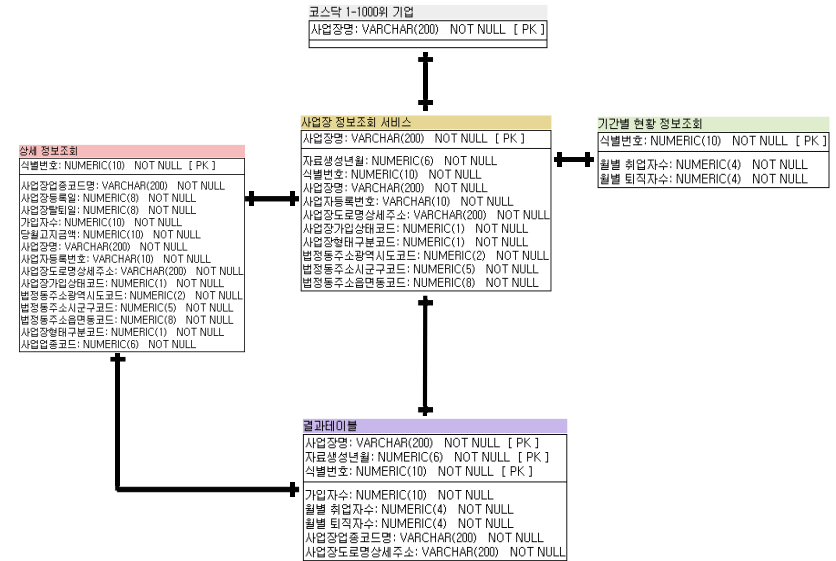 코스닥 1-1000위 기업
사업장명: VARCHAR(200) NOT NULL [ PK ]
사업장 정보조회 서비스
사업장명: VARCHAR(200) NOT NULL [ PK ]
자료생성년월: NUMERIC(6) NOT NULL
식별번호: NUMERIC(10) NOT NULL
사업장명: VARCHAR(200) NOT NULL
사업자등록번호: VARCHAR(10) NOT NULL
사업장도로명상세주소: VARCHAR(200) NOT NULL
사업장가입상태코드: NUMERIC(1) NOT NULL
사업장형태구분코드: NUMERIC(1) NOT NULL
법정동주소광역시도코드: NUMERIC(2) NOT NULL
법정동주소시군구코드: NUMERIC(5) NOT NULL
법정동주소읍면동코드: NUMERIC(8) NOT NULL
기간별 현황 정보조회
식별번호: NUMERIC(10) NOT NULL [ PK ]
월별 취업자수: NUMERIC(4) NOT NULL
월별 퇴직자수: NUMERIC(4) NOT NULL
상세 정보조회
식별번호: NUMERIC(10) NOT NULL [ PK ]
사업장업종코드명: VARCHAR(200) NOT NULL
사업장등록일: NUMERIC(8) NOT NULL
사업장탈퇴일: NUMERIC(8) NOT NULL
가입자수: NUMERIC(10) NOT NULL
당월고지금액: NUMERIC(10) NOT NULL
사업장명: VARCHAR(200) NOT NULL
사업자등록번호: VARCHAR(10) NOT NULL
사업장도로명상세주소: VARCHAR(200) NOT NULL
사업장가입상태코드: NUMERIC(1) NOT NULL
법정동주소광역시도코드: NUMERIC(2) NOT NULL
법정동주소시군구코드: NUMERIC(5) NOT NULL
법정동주소읍면동코드: NUMERIC(8) NOT NULL
사업장형태구분코드: NUMERIC(1) NOT NULL
사업업종코드: NUMERIC(6) NOT NULL
결과테이블
사업장명: VARCHAR(200) NOT NULL [ PK ]
자료생성년월: NUMERIC(6) NOT NULL [ PK ]
식별번호: NUMERIC(10) NOT NULL [ PK ]
가입자수: NUMERIC(10) NOT NULL
월별 취업자수: NUMERIC(4) NOT NULL
월별 퇴직자수: NUMERIC(4) NOT NULL
사업장업종코드명: VARCHAR(200) NOT NULL
사업장도로명상세주소: VARCHAR(200) NOT NULL